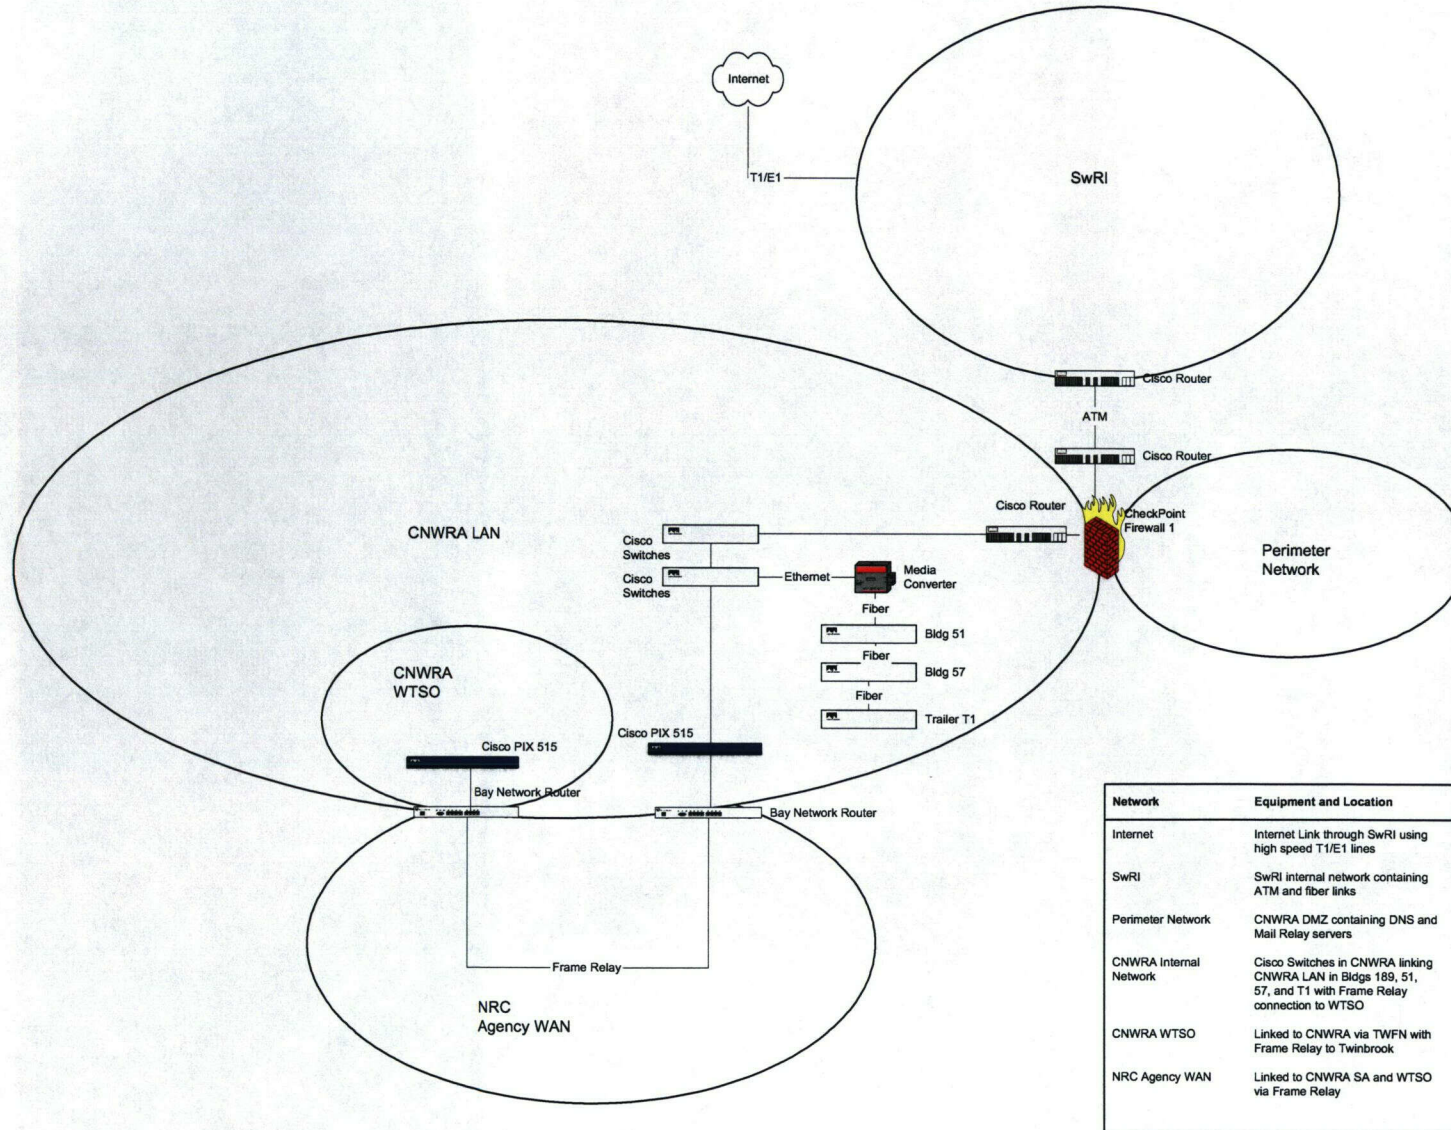 Internet
T1/E1
SwRI
Cisco Router
ATM
Cisco Router
Cisco Router
CheckPoint
Firewall 1
Perimeter
Network
CNWRA LAN
Cisco
Switches
Cisco
Switches
Ethernet
Media
Converter
Fiber
Bldg 51
Fiber
Bldg 57
Fiber
Trailer T1
CNWRA
WTSO
Cisco PIX 515
Cisco PIX 515
Bay Network Router
Bay Network Router
Frame Relay
NRC
Agency WAN
Network Equipment and Location
Internet Internet Link through SwRI using
high speed T1/E1 lines
SwRI SwRI internal network containing
ATM and fiber links
Perimeter Network CNWRA DMZ containing DNS and
Mail Relay servers
CNWRA Internal Cisco Switches in CNWRA linking
Network CNWRA LAN in Bldgs 189, 51,
57, and T1 with Frame Relay
connection to WTSO
CNWRA WTSO Linked to CNWRA via TWFN with
Frame Relay to Twinbrook
NRC Agency WAN Linked to CNWRA SA and WTSO
via Frame Relay